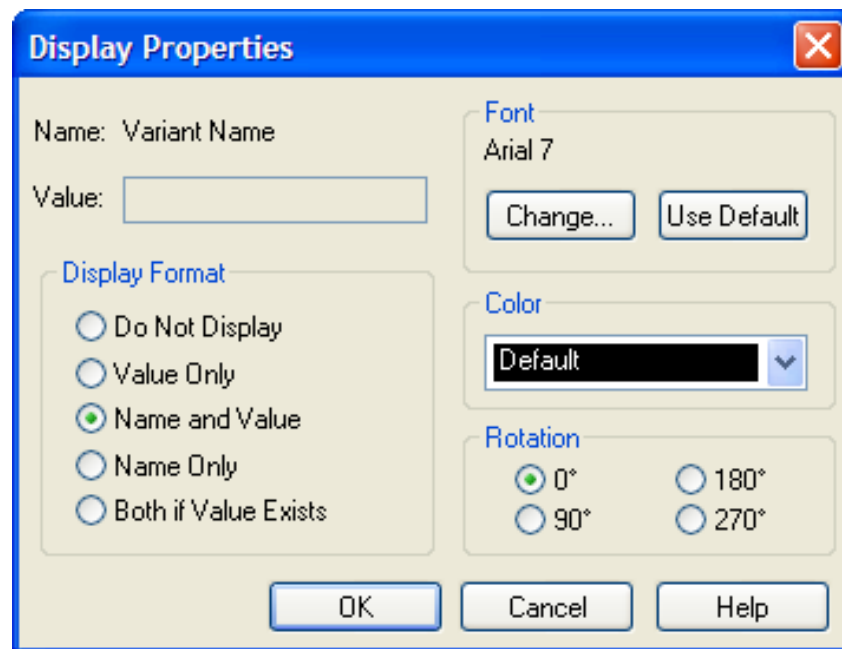 Display Properties
Name: Variant Name
Value:
Display Format
Do Not Display
Value Only
Name and Value
Name Only
Both if Value Exists
Font
Arial 7
Change...
Use Default
Color
Default
Rotation
0°
180°
90°
270°
OK
Cancel
Help